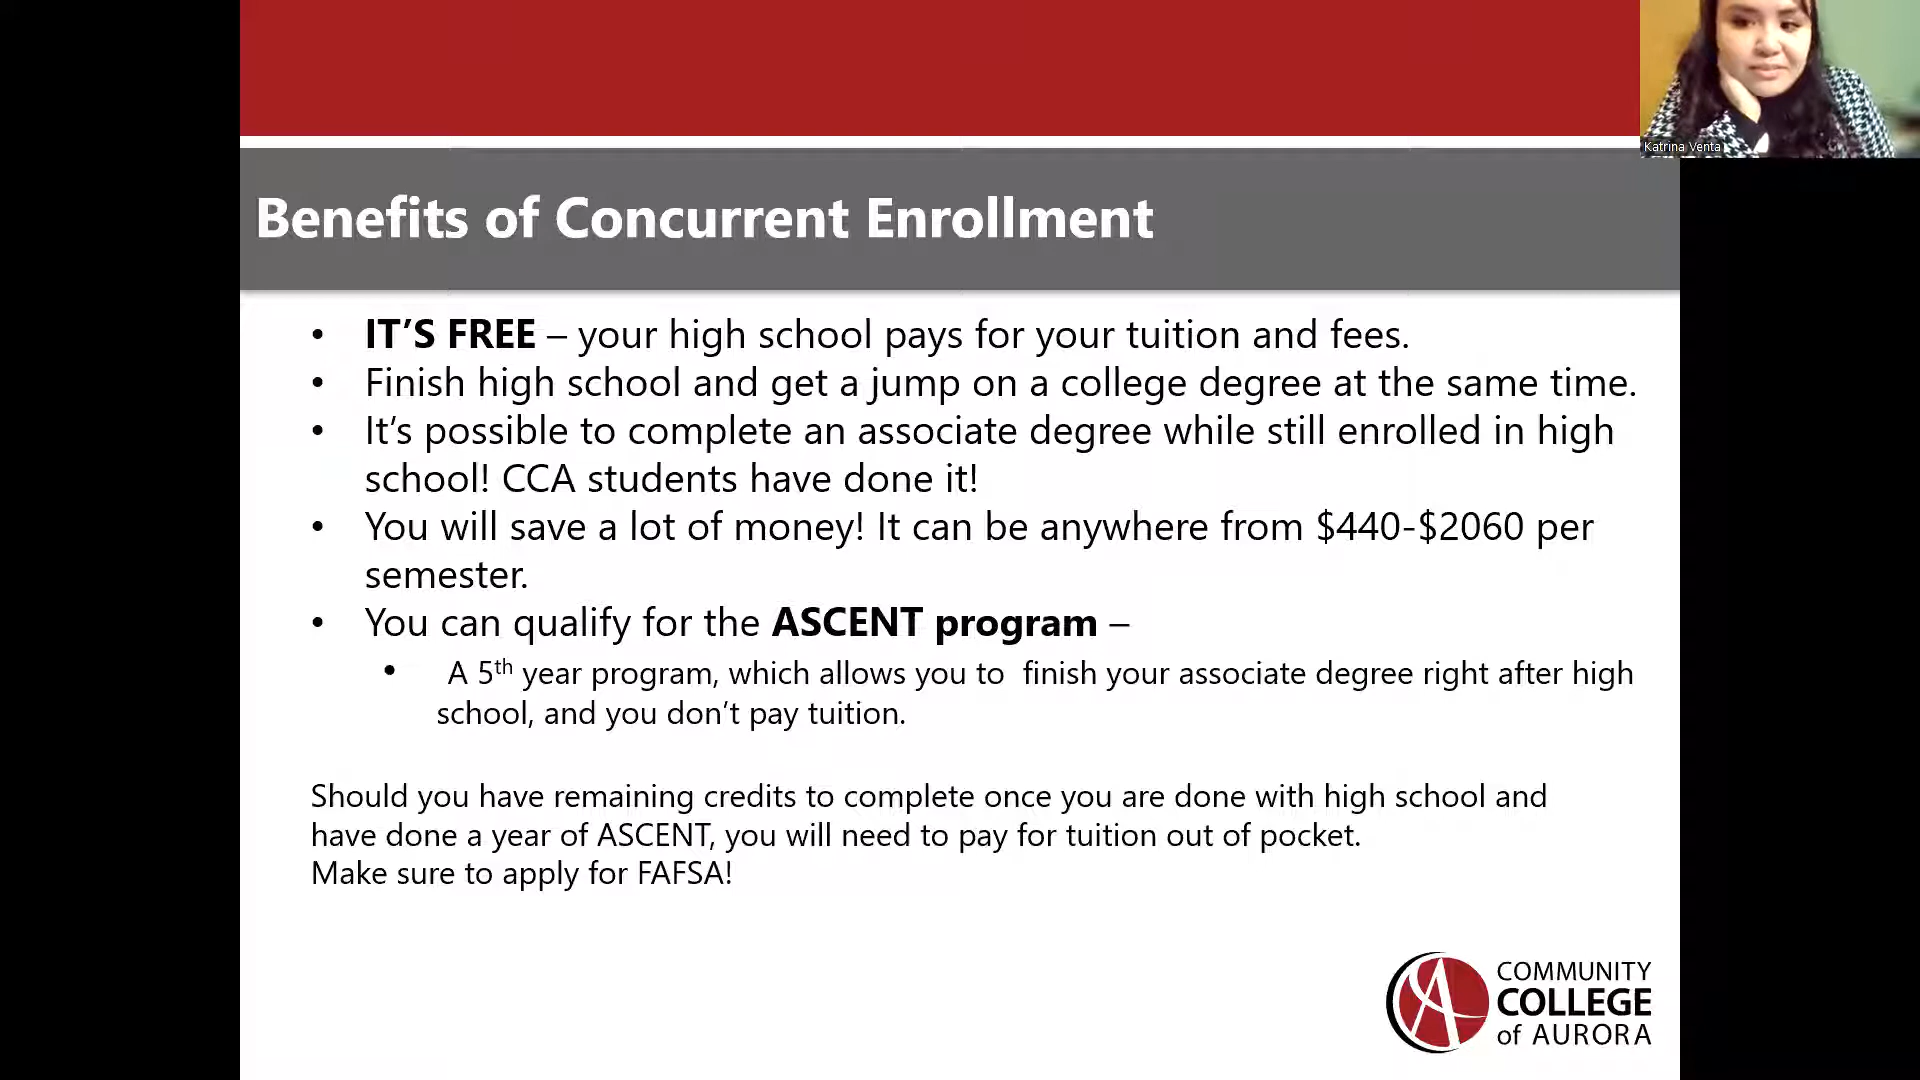 Katrina Venta
Benefits of Concurrent Enrollment
• IT’S FREE – your high school pays for your tuition and fees.
• Finish high school and get a jump on a college degree at the same time.
• It’s possible to complete an associate degree while still enrolled in high
school! CCA students have done it!
• You will save a lot of money! It can be anywhere from $440-$2060 per
semester.
• You can qualify for the ASCENT program –
• A 5th year program, which allows you to finish your associate degree right after high
school, and you don’t pay tuition.
Should you have remaining credits to complete once you are done with high school and
have done a year of ASCENT, you will need to pay for tuition out of pocket.
Make sure to apply for FAFSA!
COMMUNITY
COLLEGE
of AURORA